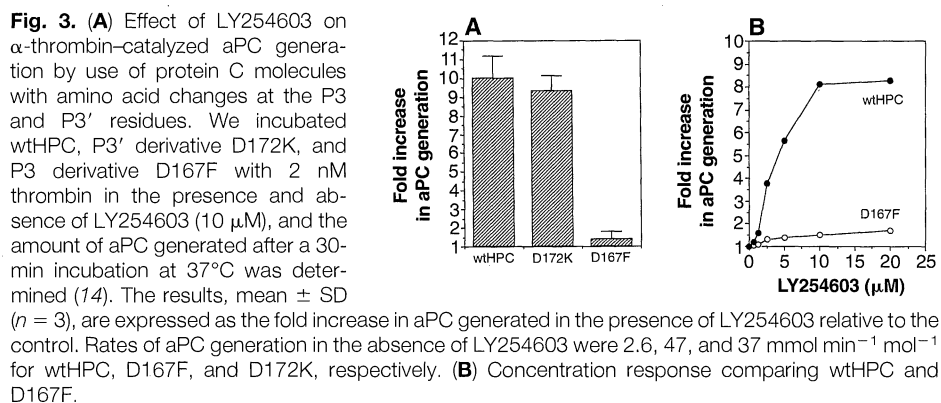 Fig. 3. (A) Effect of LY254603 on
α-thrombin–catalyzed aPC genera-
tion by use of protein C molecules
with amino acid changes at the P3
and P3′ residues. We incubated
wtHPC, P3′ derivative D172K, and
P3 derivative D167F with 2 nM
thrombin in the presence and ab-
sence of LY254603 (10 μM), and the
amount of aPC generated after a 30-
min incubation at 37°C was deter-
mined (14). The results, mean ± SD
(n = 3), are expressed as the fold increase in aPC generated in the presence of LY254603 relative to the
control. Rates of aPC generation in the absence of LY254603 were 2.6, 47, and 37 mmol min−1 mol−1
for wtHPC, D167F, and D172K, respectively. (B) Concentration response comparing wtHPC and
D167F.
A
Fold increase
in aPC generation
12
11
10
9
8
7
6
5
4
3
2
1
wtHPC D172K D167F
B
Fold increase
in aPC generation
10
9
8
7
6
5
4
3
2
1
wtHPC
D167F
0 5 10 15 20 25
LY254603 (μM)